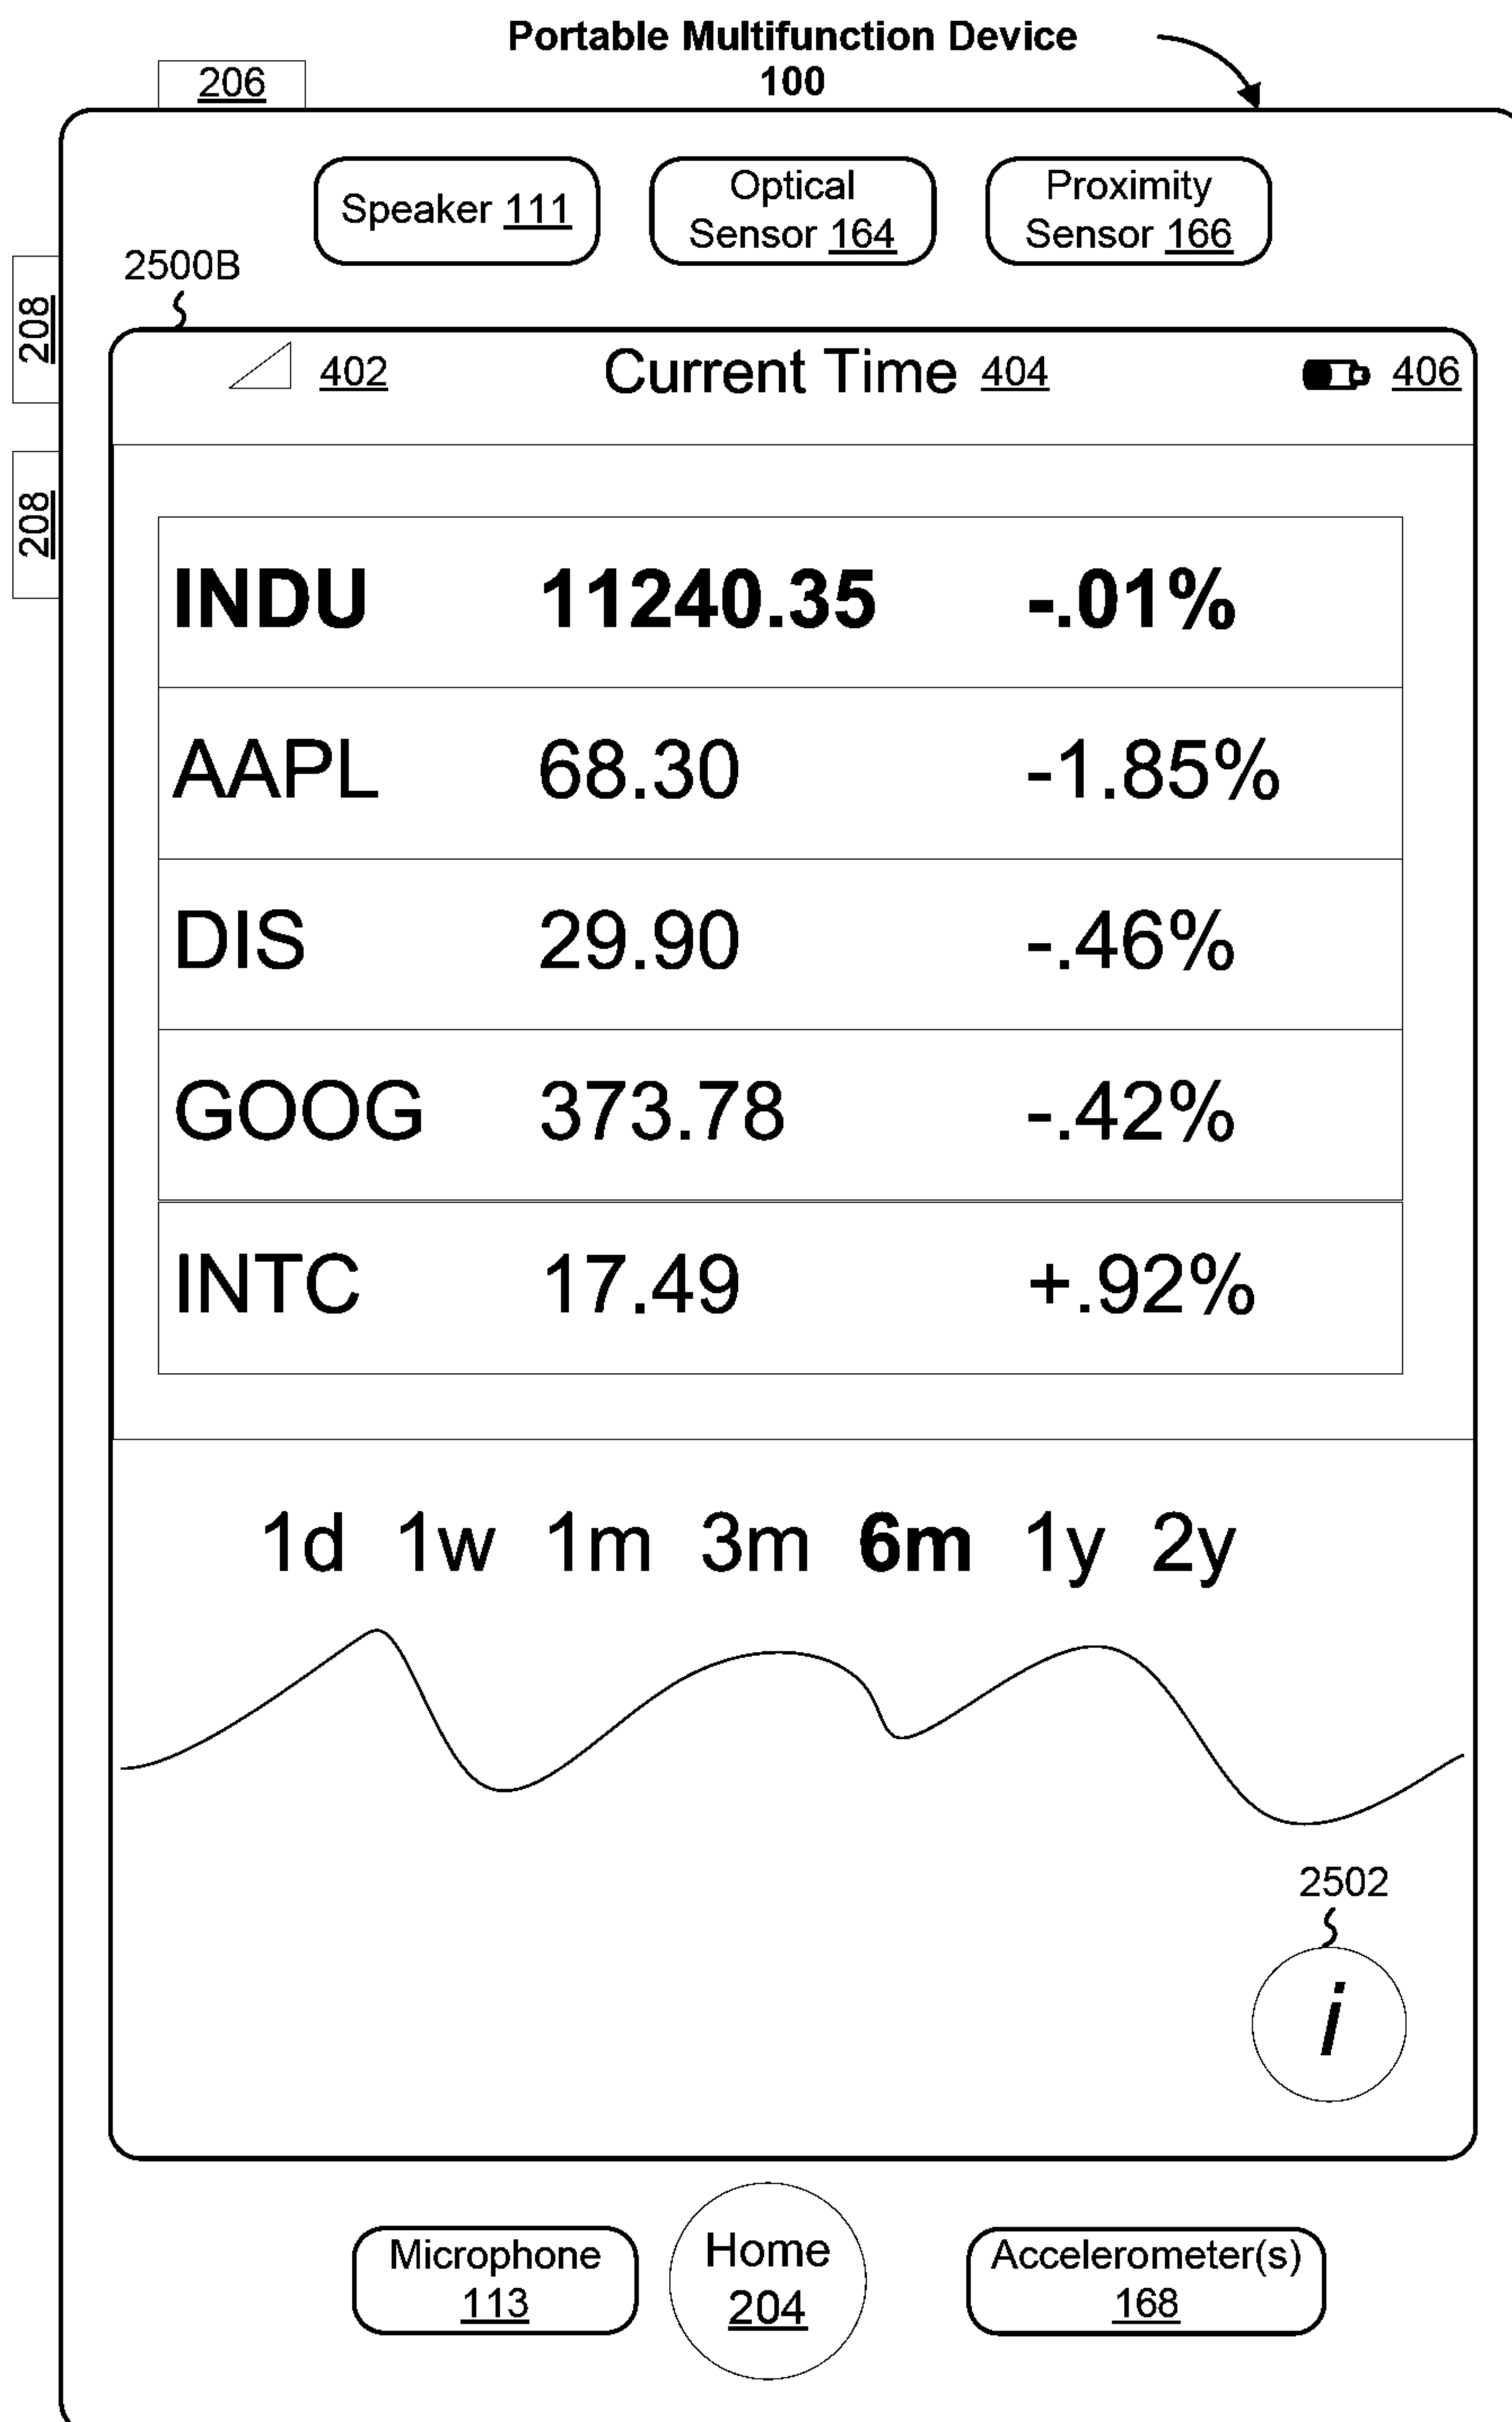 Portable Multifunction Device
100
206
Speaker 111
Optical
Sensor 164
Proximity
Sensor 166
2500B
208
208
402
Current Time 404
406
INDU 11240.35 -.01%
AAPL 68.30 -1.85%
DIS 29.90 -.46%
GOOG 373.78 -.42%
INTC 17.49 +.92%
1d 1w 1m 3m 6m 1y 2y
2502
i
Microphone
113
Home
204
Accelerometer(s)
168